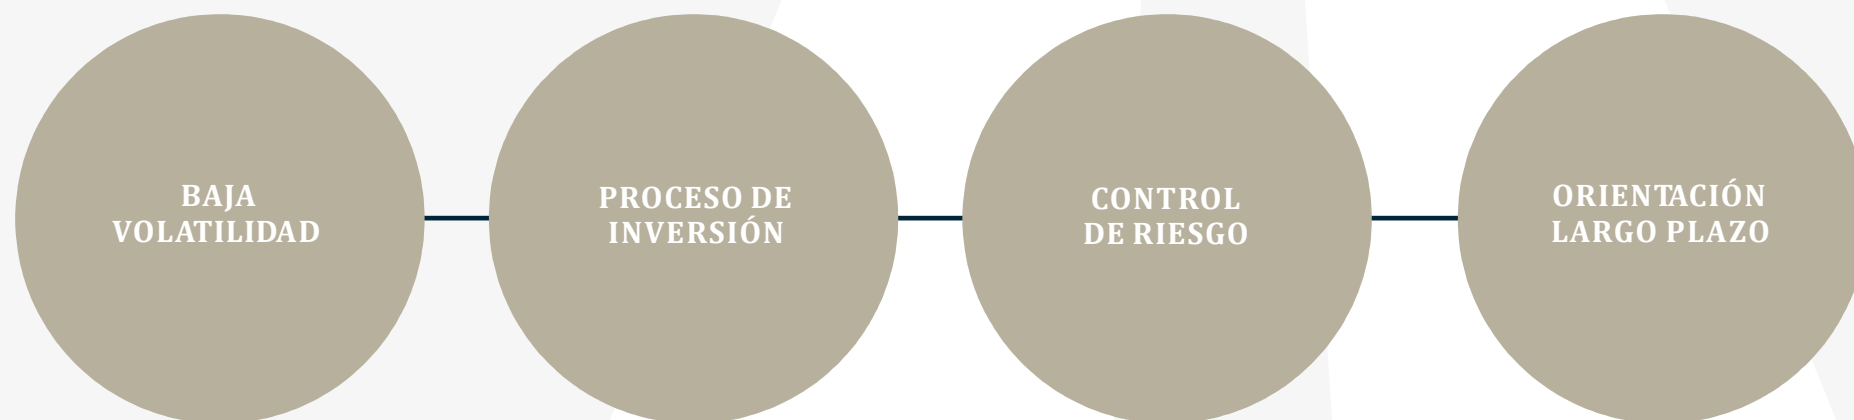 BAJA
VOLATILIDAD
PROCESO DE
INVERSIÓN
CONTROL
DE RIESGO
ORIENTACIÓN
LARGO PLAZO